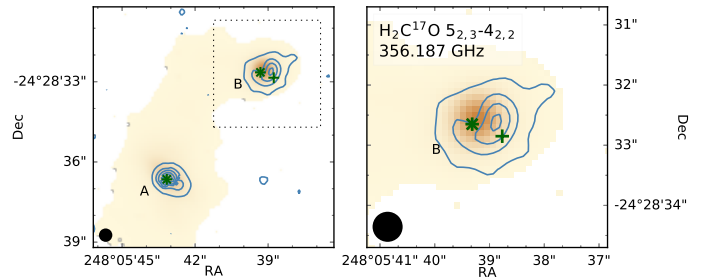 H₂C¹⁷O 5₂,₃-4₂,₂
356.187 GHz
-24°28'33"
36"
39"
Dec
B
A
248°05'45"
42"
39"
RA
31"
32"
33"
-24°28'34"
Dec
B
248°05'41"
40"
39"
38"
37"
RA